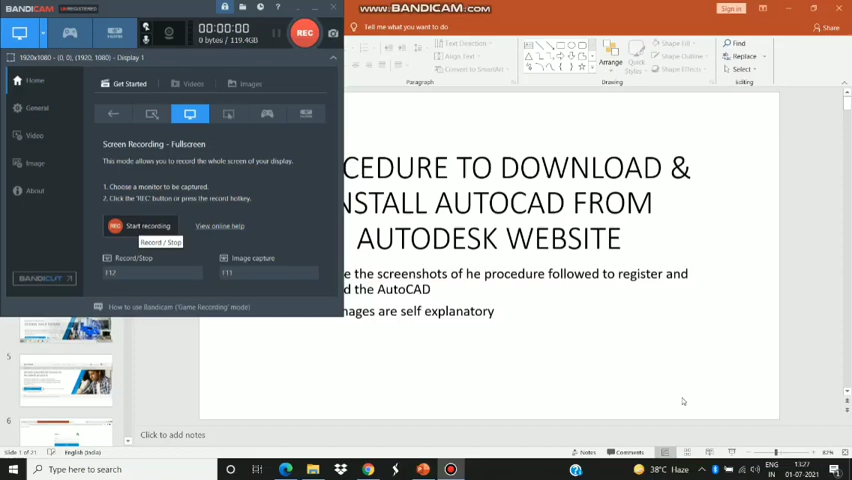 BANDICAM UNREGISTERED
00:00:00
0 bytes / 119.4GB
REC
www.BANDICAM.com
Sign in
Tell me what you want to do
Share
1920x1080 - (0, 0), (1920, 1080) - Display 1
Home
General
Video
Image
About
BANDICUT
Get Started
Videos
Images
Screen Recording - Fullscreen
This mode allows you to record the whole screen of your display.
1. Choose a monitor to be captured.
2. Click the 'REC' button or press the record hotkey.
REC Start recording
View online help
Record / Stop
Record/Stop
Image capture
F12
F11
How to use Bandicam ('Game Recording' mode)
Text Direction
Align Text
Convert to SmartArt
Paragraph
Arrange
Quick
Styles
Shape Fill
Shape Outline
Shape Effects
Drawing
Find
Replace
Select
Editing
CEDURE TO DOWNLOAD &
NSTALL AUTOCAD FROM
AUTODESK WEBSITE
e the screenshots of he procedure followed to register and
d the AutoCAD
mages are self explanatory
5
6
Click to add notes
Slide 1 of 21
English (India)
Notes
Comments
82%
Type here to search
38°C Haze
ENG
IN
13:27
01-07-2021